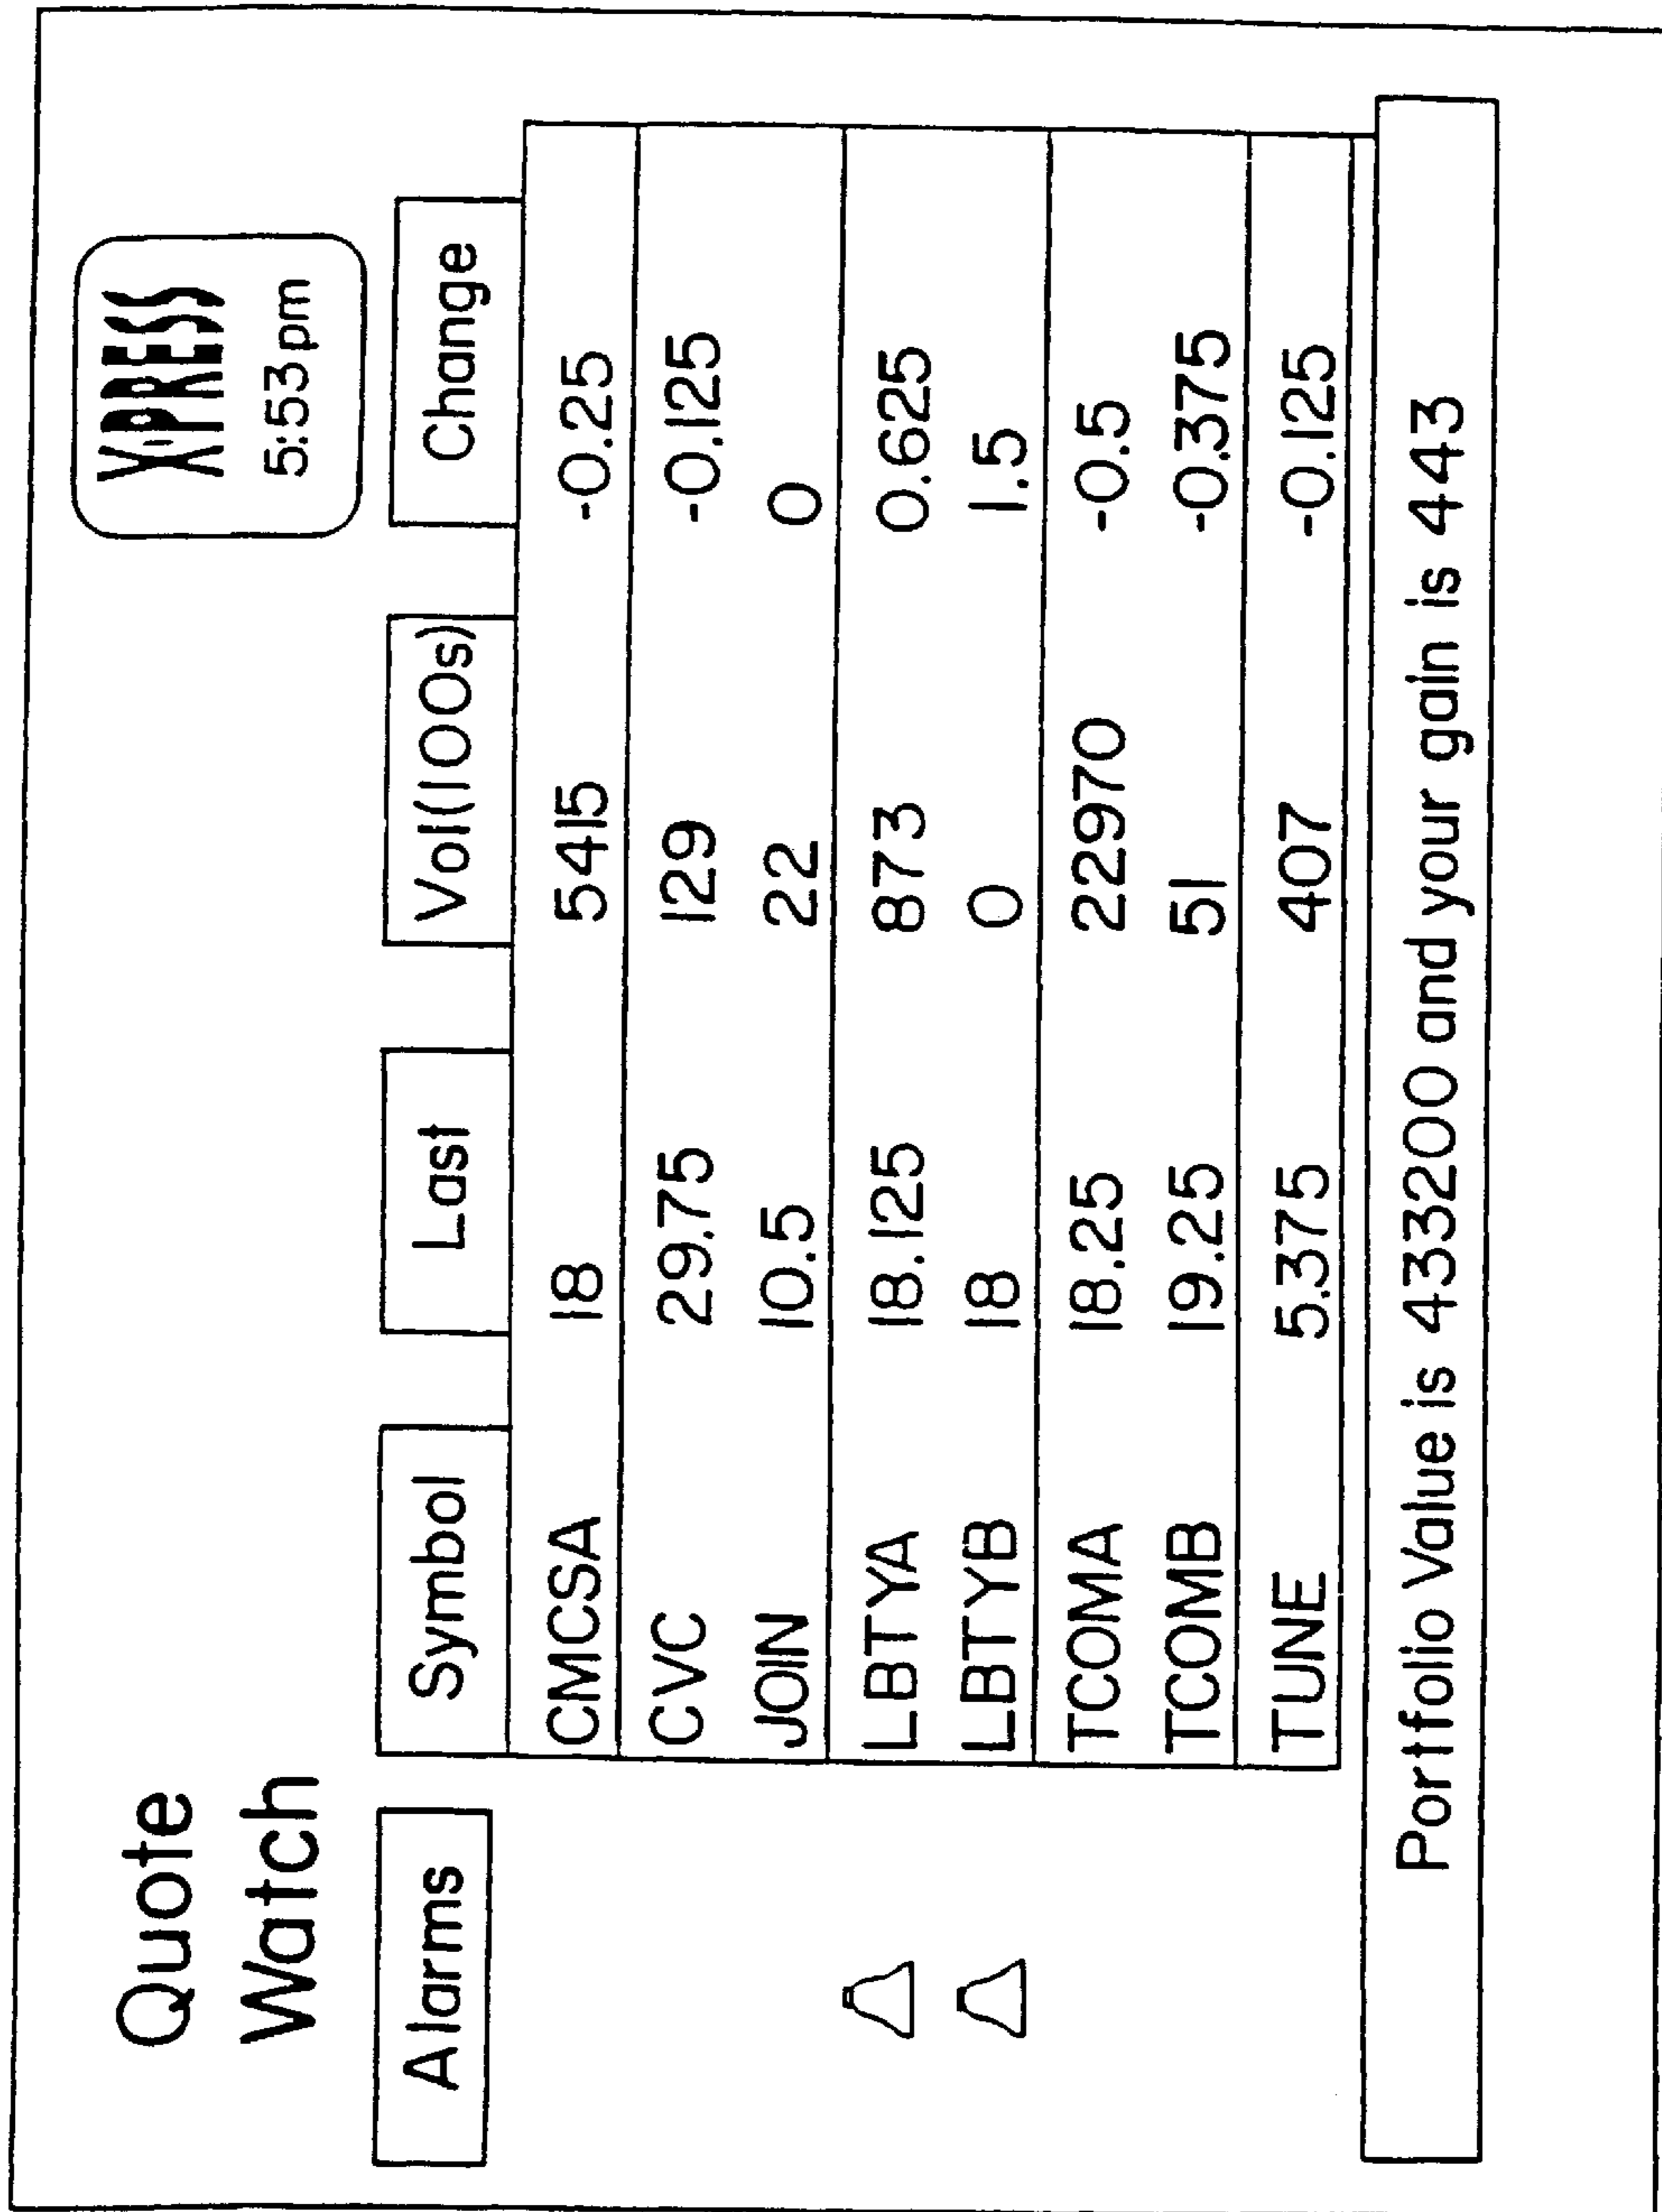 Quote
Watch
X·PRESS
5:53pm
Alarms Symbol Last Vol(100s) Change
CMCSA 18 5415 -0.25
CVC 29.75 129 -0.125
JOIN 10.5 22 0
LBTYA 18.125 873 0.625
LBTYB 18 0 1.5
TCOMA 18.25 22970 -0.5
TCOMB 19.25 51 -0.375
TUNE 5.375 407 -0.125
Portfolio Value is 433200 and your gain is 443